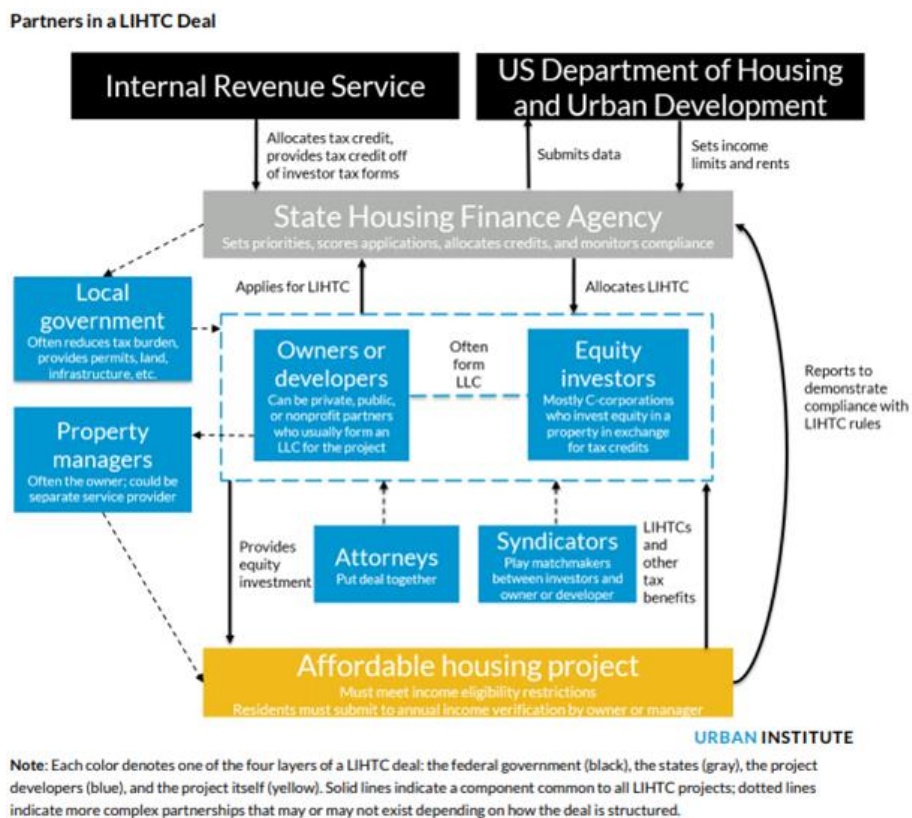 Partners in a LIHTC Deal
Internal Revenue Service
US Department of Housing
and Urban Development
Allocates tax credit,
provides tax credit off
of investor tax forms
Submits data
Sets income
limits and rents
State Housing Finance Agency
Sets priorities, scores applications, allocates credits, and monitors compliance
Local
government
Often reduces tax burden,
provides permits, land,
infrastructure, etc.
Applies for LIHTC
Allocates LIHTC
Owners or
developers
Can be private, public,
or nonprofit partners
who usually form an
LLC for the project
Often
form
LLC
Equity
investors
Mostly C-corporations
who invest equity in a
property in exchange
for tax credits
Reports to
demonstrate
compliance with
LIHTC rules
Property
managers
Often the owner; could be
separate service provider
Provides
equity
investment
Attorneys
Put deal together
Syndicators
Play matchmakers
between investors and
owner or developer
LIHTCs
and
other
tax
benefits
Affordable housing project
Must meet income eligibility restrictions
Residents must submit to annual income verification by owner or manager
URBAN INSTITUTE
Note: Each color denotes one of the four layers of a LIHTC deal: the federal government (black), the states (gray), the project
developers (blue), and the project itself (yellow). Solid lines indicate a component common to all LIHTC projects; dotted lines
indicate more complex partnerships that may or may not exist depending on how the deal is structured.